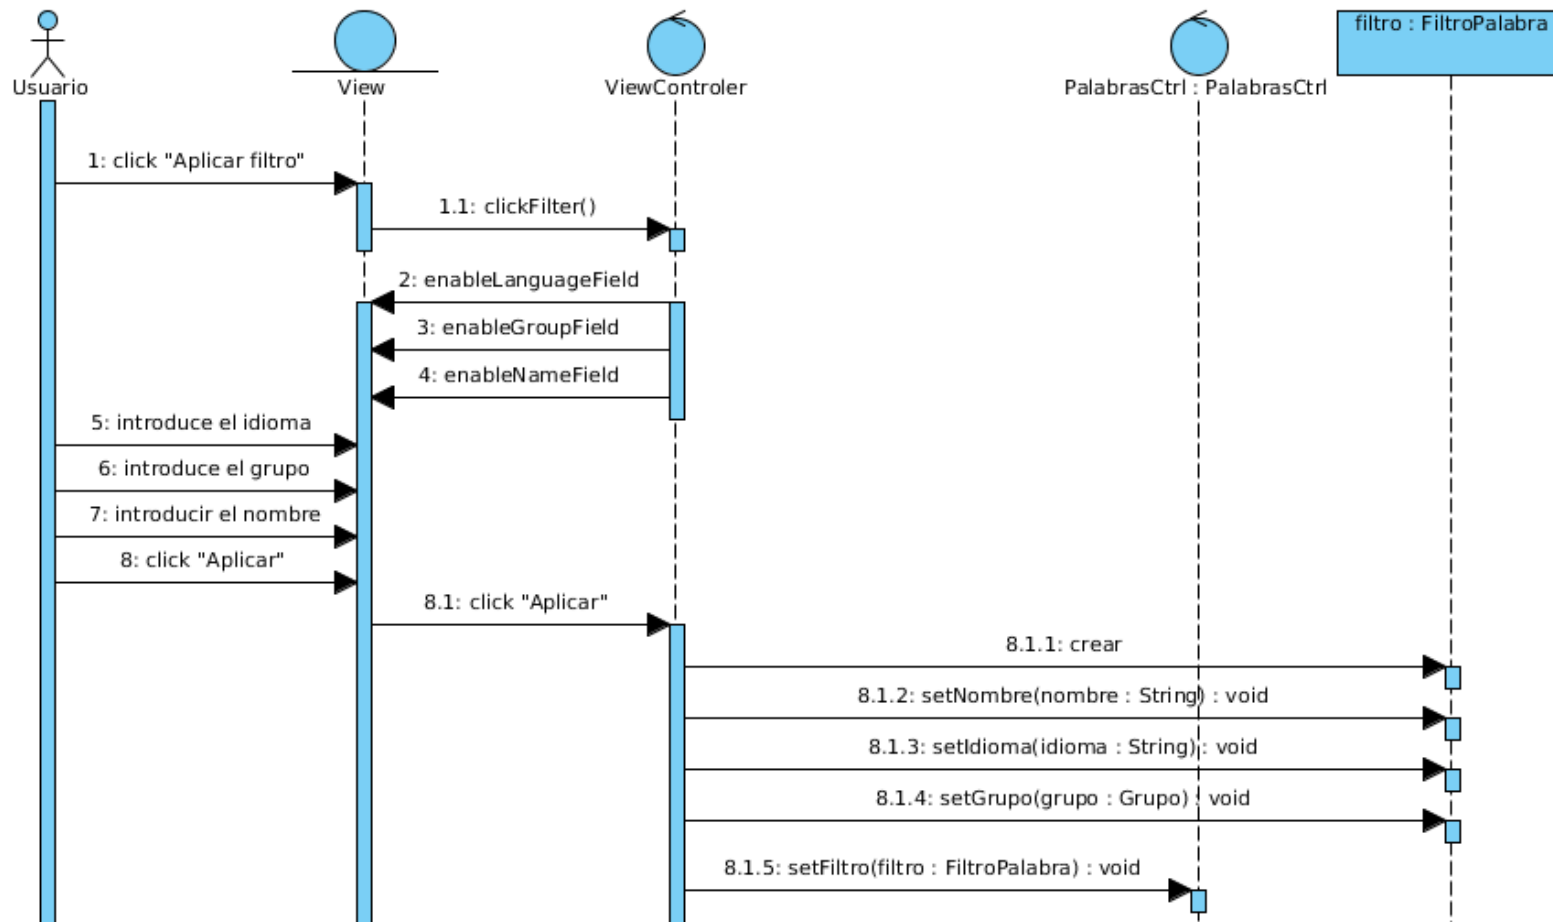 filtro : FiltroPalabra
Usuario
View
ViewControler
PalabrasCtrl : PalabrasCtrl
1: click "Aplicar filtro"
1.1: clickFilter()
2: enableLanguageField
3: enableGroupField
4: enableNameField
5: introduce el idioma
6: introduce el grupo
7: introducir el nombre
8: click "Aplicar"
8.1: click "Aplicar"
8.1.1: crear
8.1.2: setNombre(nombre : String) : void
8.1.3: setIdioma(idioma : String) : void
8.1.4: setGrupo(grupo : Grupo) : void
8.1.5: setFiltro(filtro : FiltroPalabra) : void